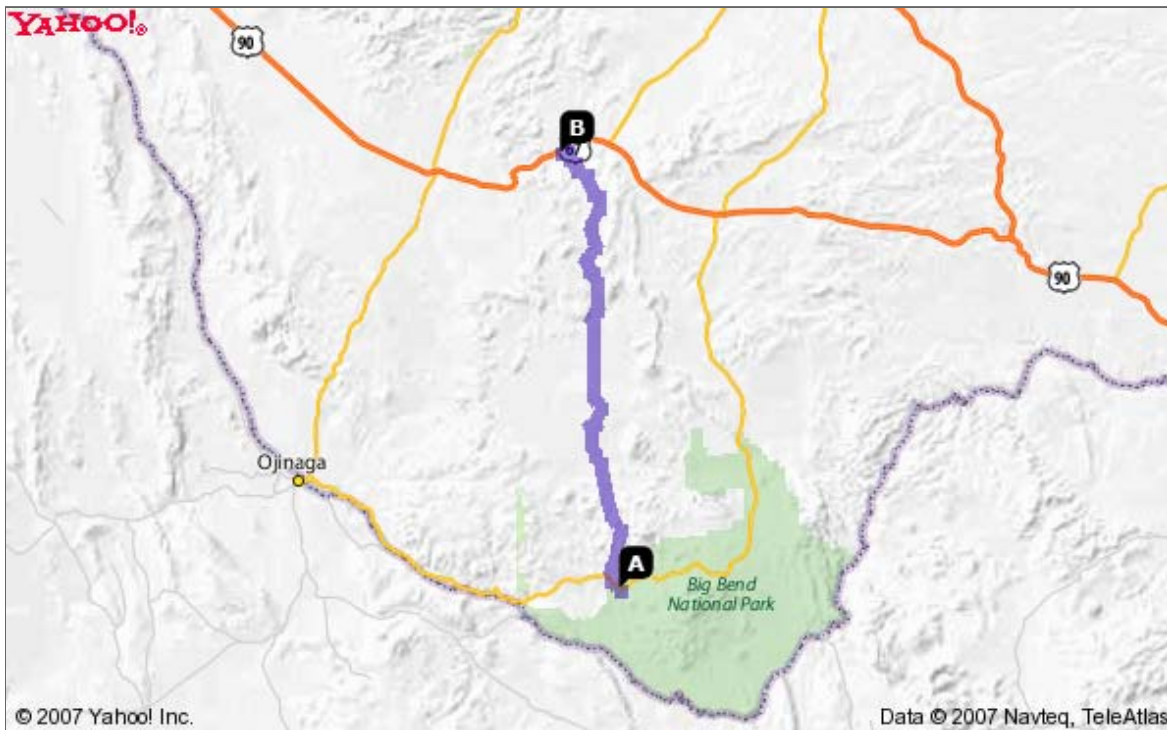 YAHOO!®
90
B
90
Ojinaga
A
Big Bend
National Park
© 2007 Yahoo! Inc.
Data © 2007 Navteq, TeleAtlas